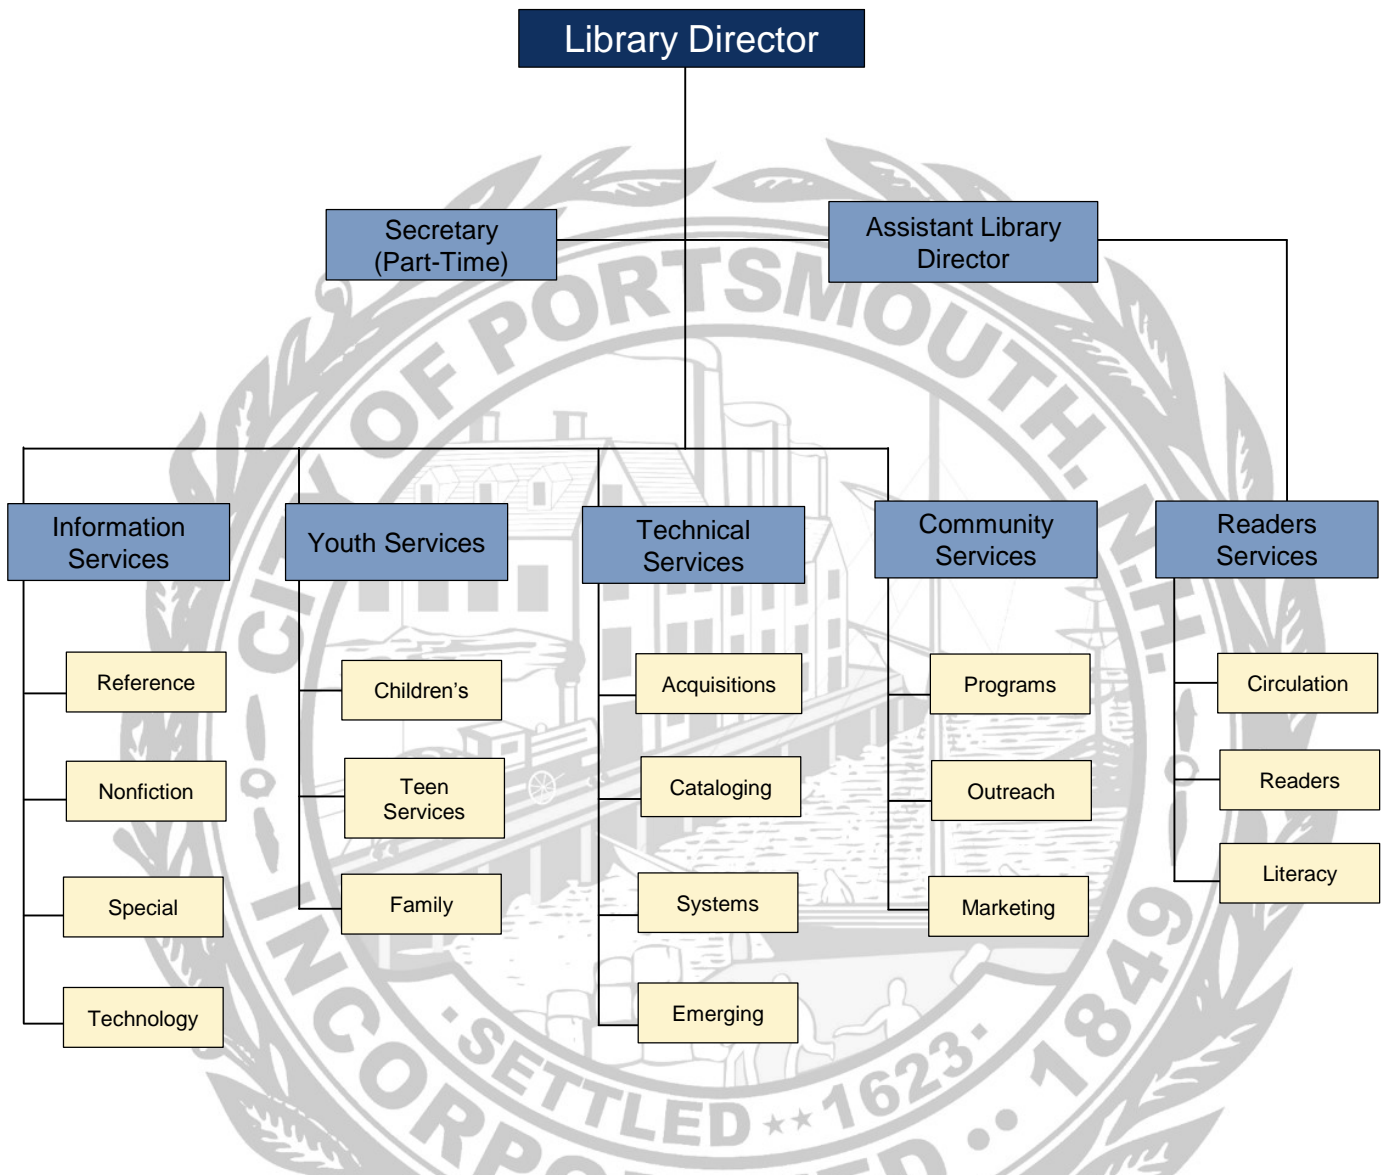 Library Director
Secretary
(Part-Time)
Assistant Library
Director
Information
Services
Youth Services
Technical
Services
Community
Services
Readers
Services
Reference
Nonfiction
Special
Technology
Children's
Teen
Services
Family
Acquisitions
Cataloging
Systems
Emerging
Programs
Outreach
Marketing
Circulation
Readers
Literacy
CITY OF PORTSMOUTH, N.H.
INCORPORATED •• 1849
·SETTLED ★★ 1623·